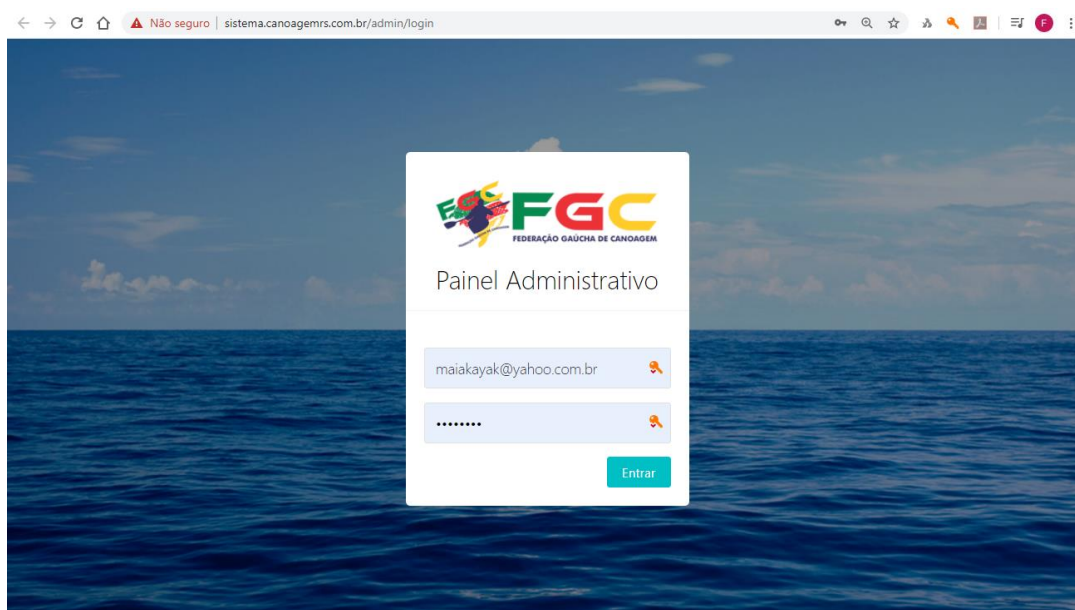 Não seguro | sistema.canoagemrs.com.br/admin/login
F
FGC
FGC
FEDERAÇÃO GAÚCHA DE CANOAGEM
Painel Administrativo
maiakayak@yahoo.com.br
••••••••
Entrar